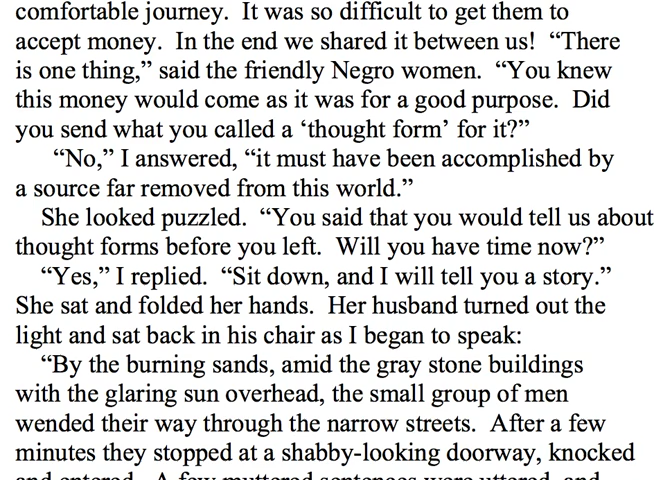 comfortable journey.  It was so difficult to get them to
accept money.  In the end we shared it between us!  “There
is one thing,” said the friendly Negro women.  “You knew
this money would come as it was for a good purpose.  Did
you send what you called a ‘thought form’ for it?”
“No,” I answered, “it must have been accomplished by
a source far removed from this world.”
She looked puzzled.  “You said that you would tell us about
thought forms before you left.  Will you have time now?”
“Yes,” I replied.  “Sit down, and I will tell you a story.”
She sat and folded her hands.  Her husband turned out the
light and sat back in his chair as I began to speak:
“By the burning sands, amid the gray stone buildings
with the glaring sun overhead, the small group of men
wended their way through the narrow streets.  After a few
minutes they stopped at a shabby-looking doorway, knocked
and entered.  A few muttered sentences were uttered, and